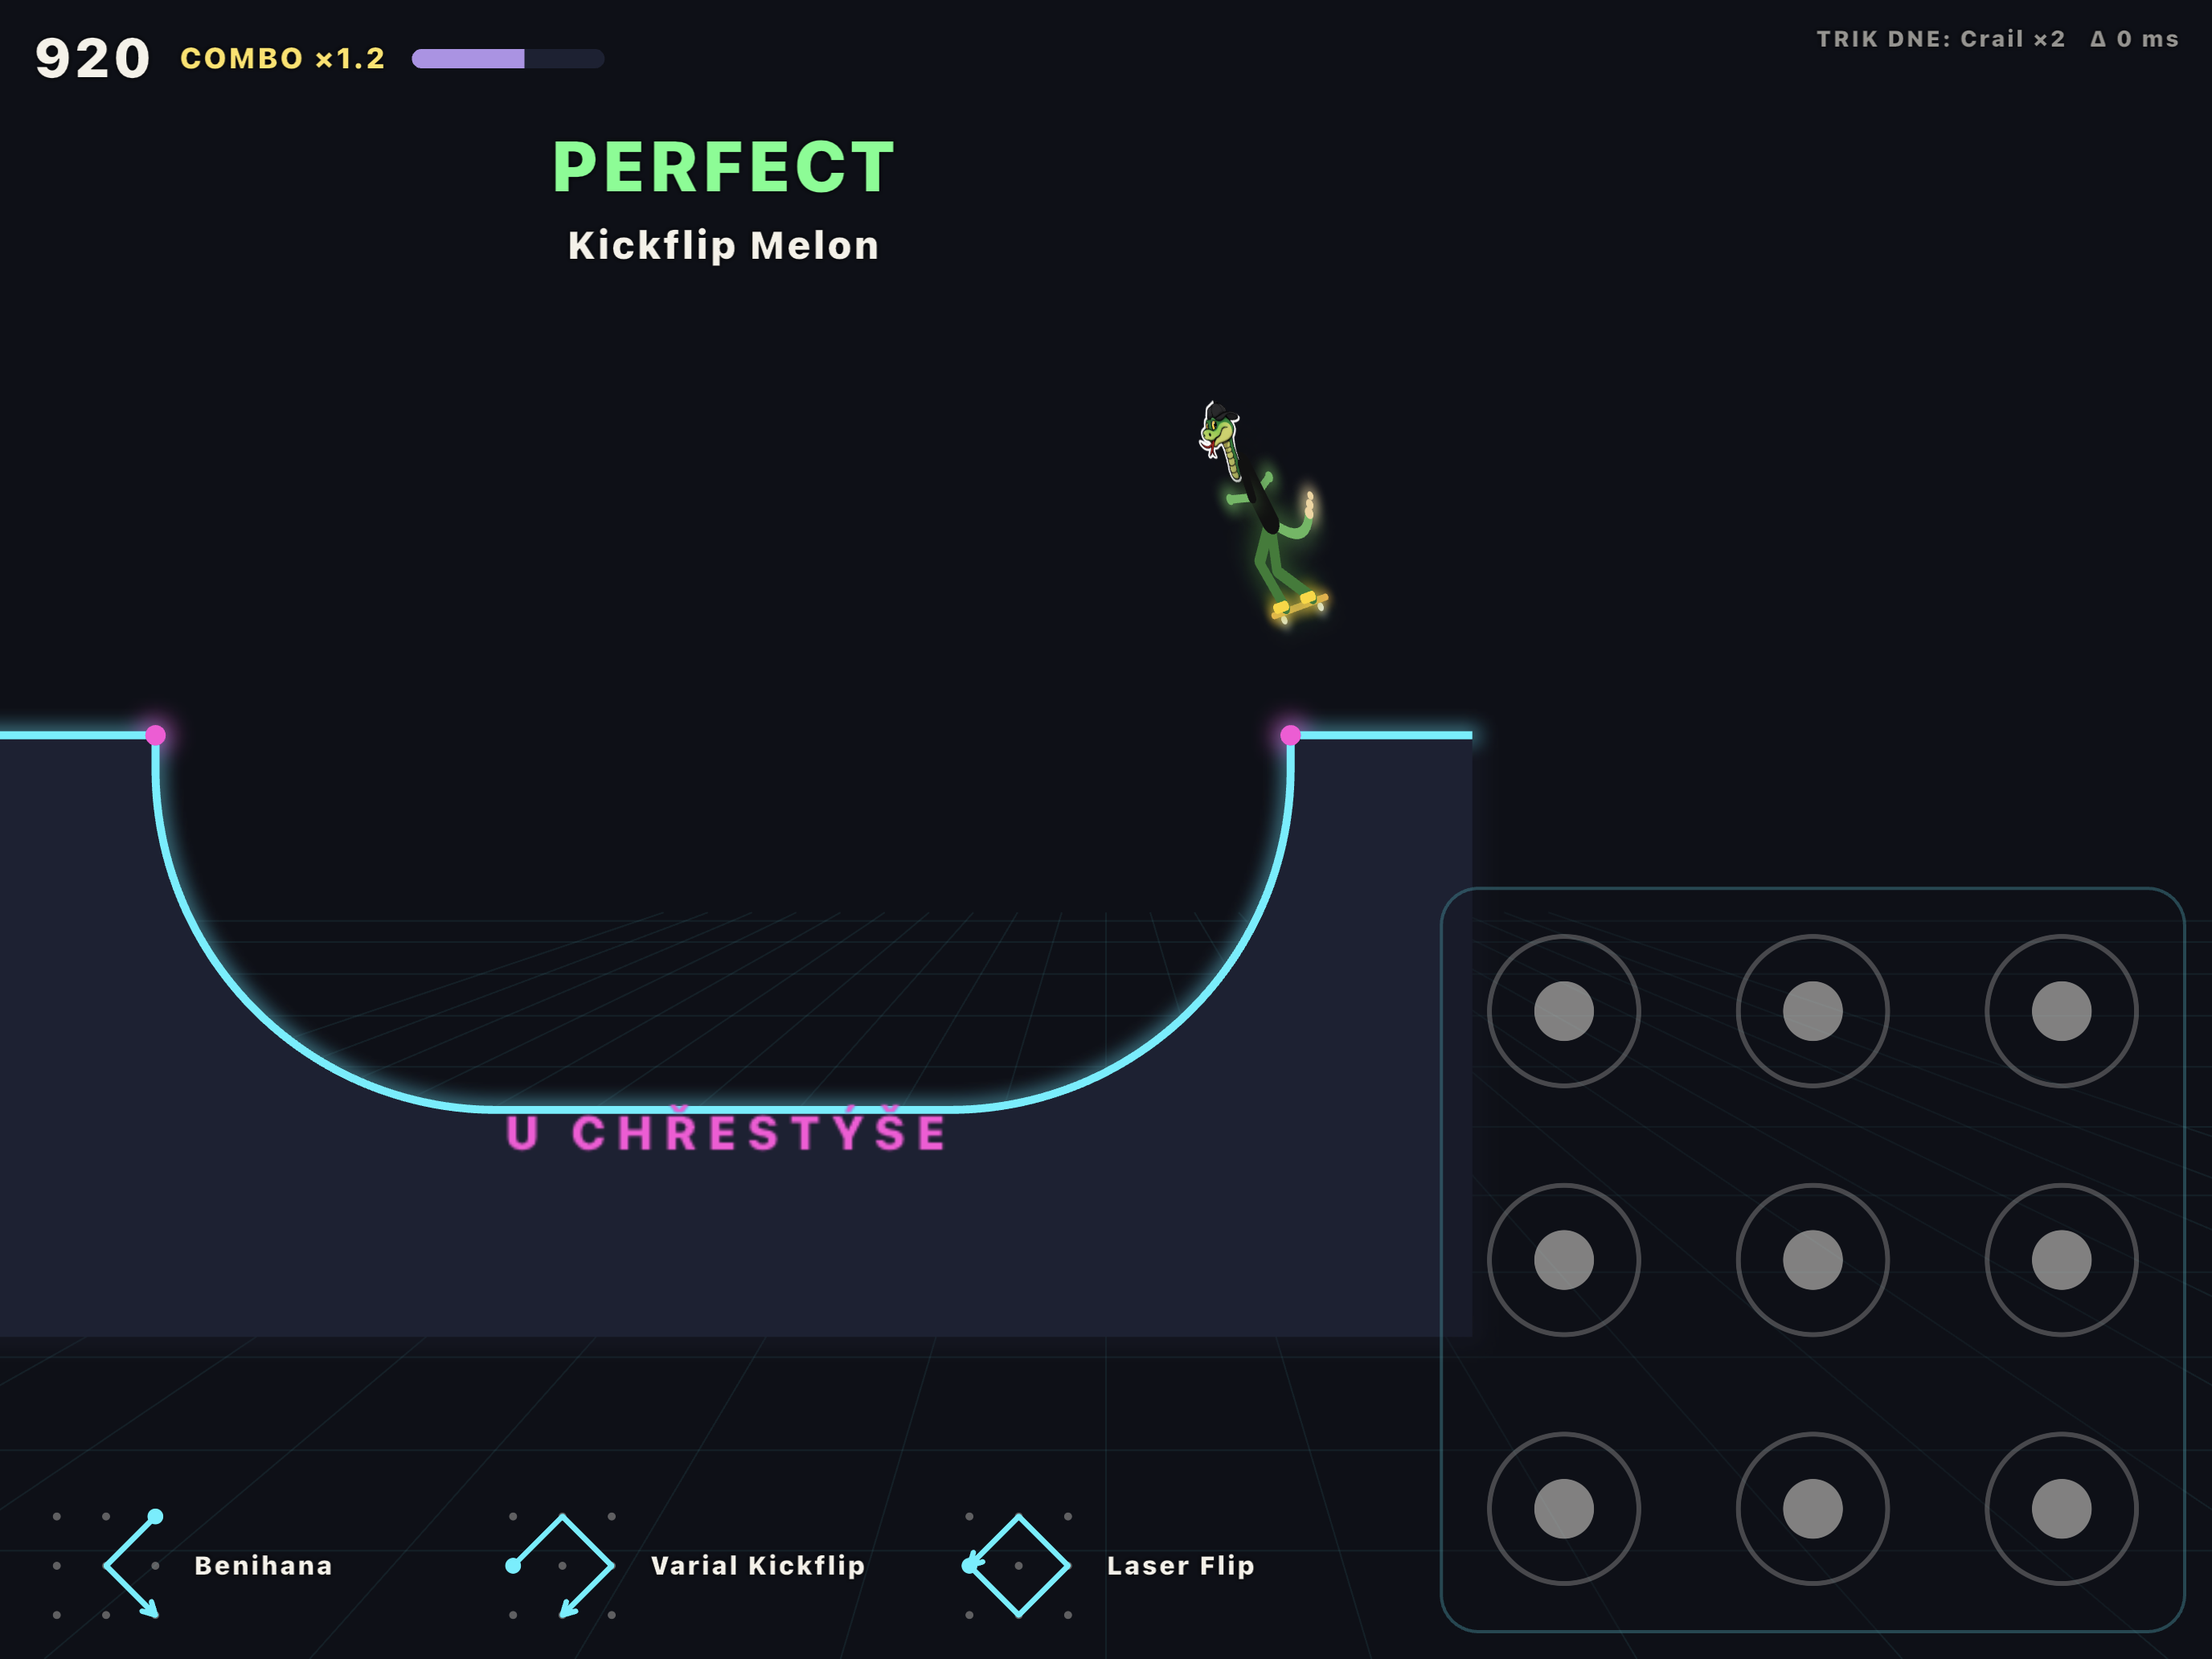 920 COMBO ×1.2
TRIK DNE: Crail ×2 Δ 0 ms
PERFECT
Kickflip Melon
U CHŘESTÝŠE
Benihana
Varial Kickflip
Laser Flip